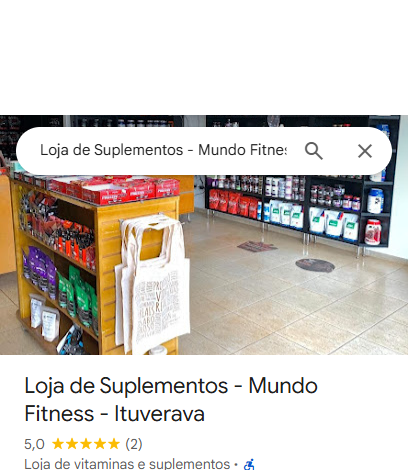 Loja de Suplementos - Mundo Fitnes
Loja de Suplementos - Mundo
Fitness - Ituverava
5,0 (2)
Loja de vitaminas e suplementos ·